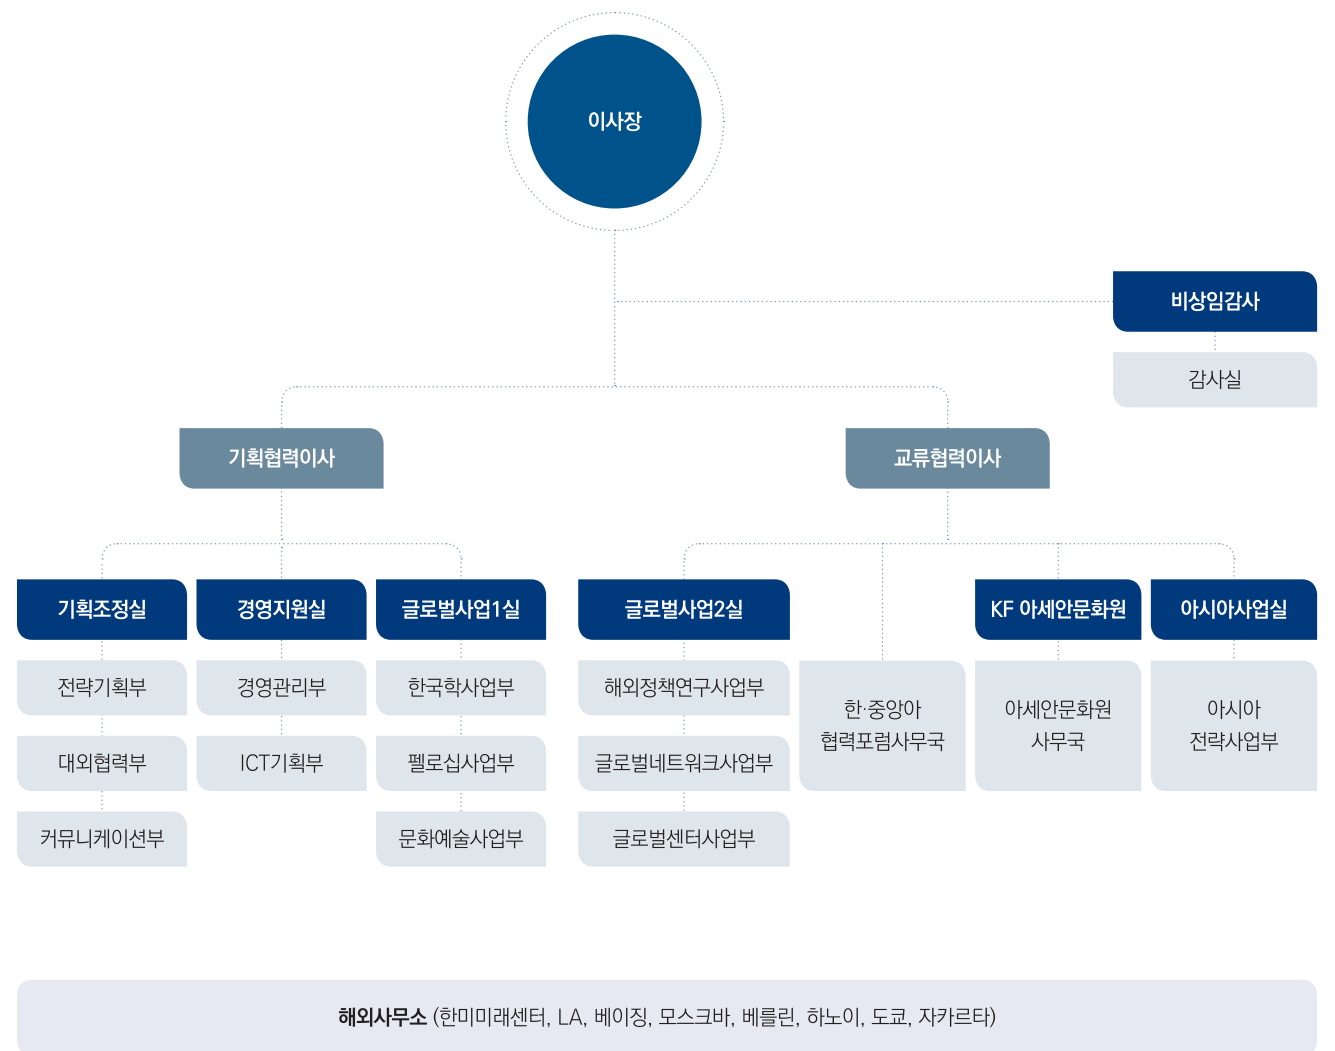 이사장
비상임감사
감사실
기획협력이사
교류협력이사
기획조정실
전략기획부
대외협력부
커뮤니케이션부
경영지원실
경영관리부
ICT기획부
글로벌사업1실
한국학사업부
펠로십사업부
문화예술사업부
글로벌사업2실
해외정책연구사업부
글로벌네트워크사업부
글로벌센터사업부
한·중앙아
협력포럼사무국
KF 아세안문화원
아세안문화원
사무국
아시아사업실
아시아
전략사업부
해외사무소 (한미미래센터, LA, 베이징, 모스크바, 베를린, 하노이, 도쿄, 자카르타)